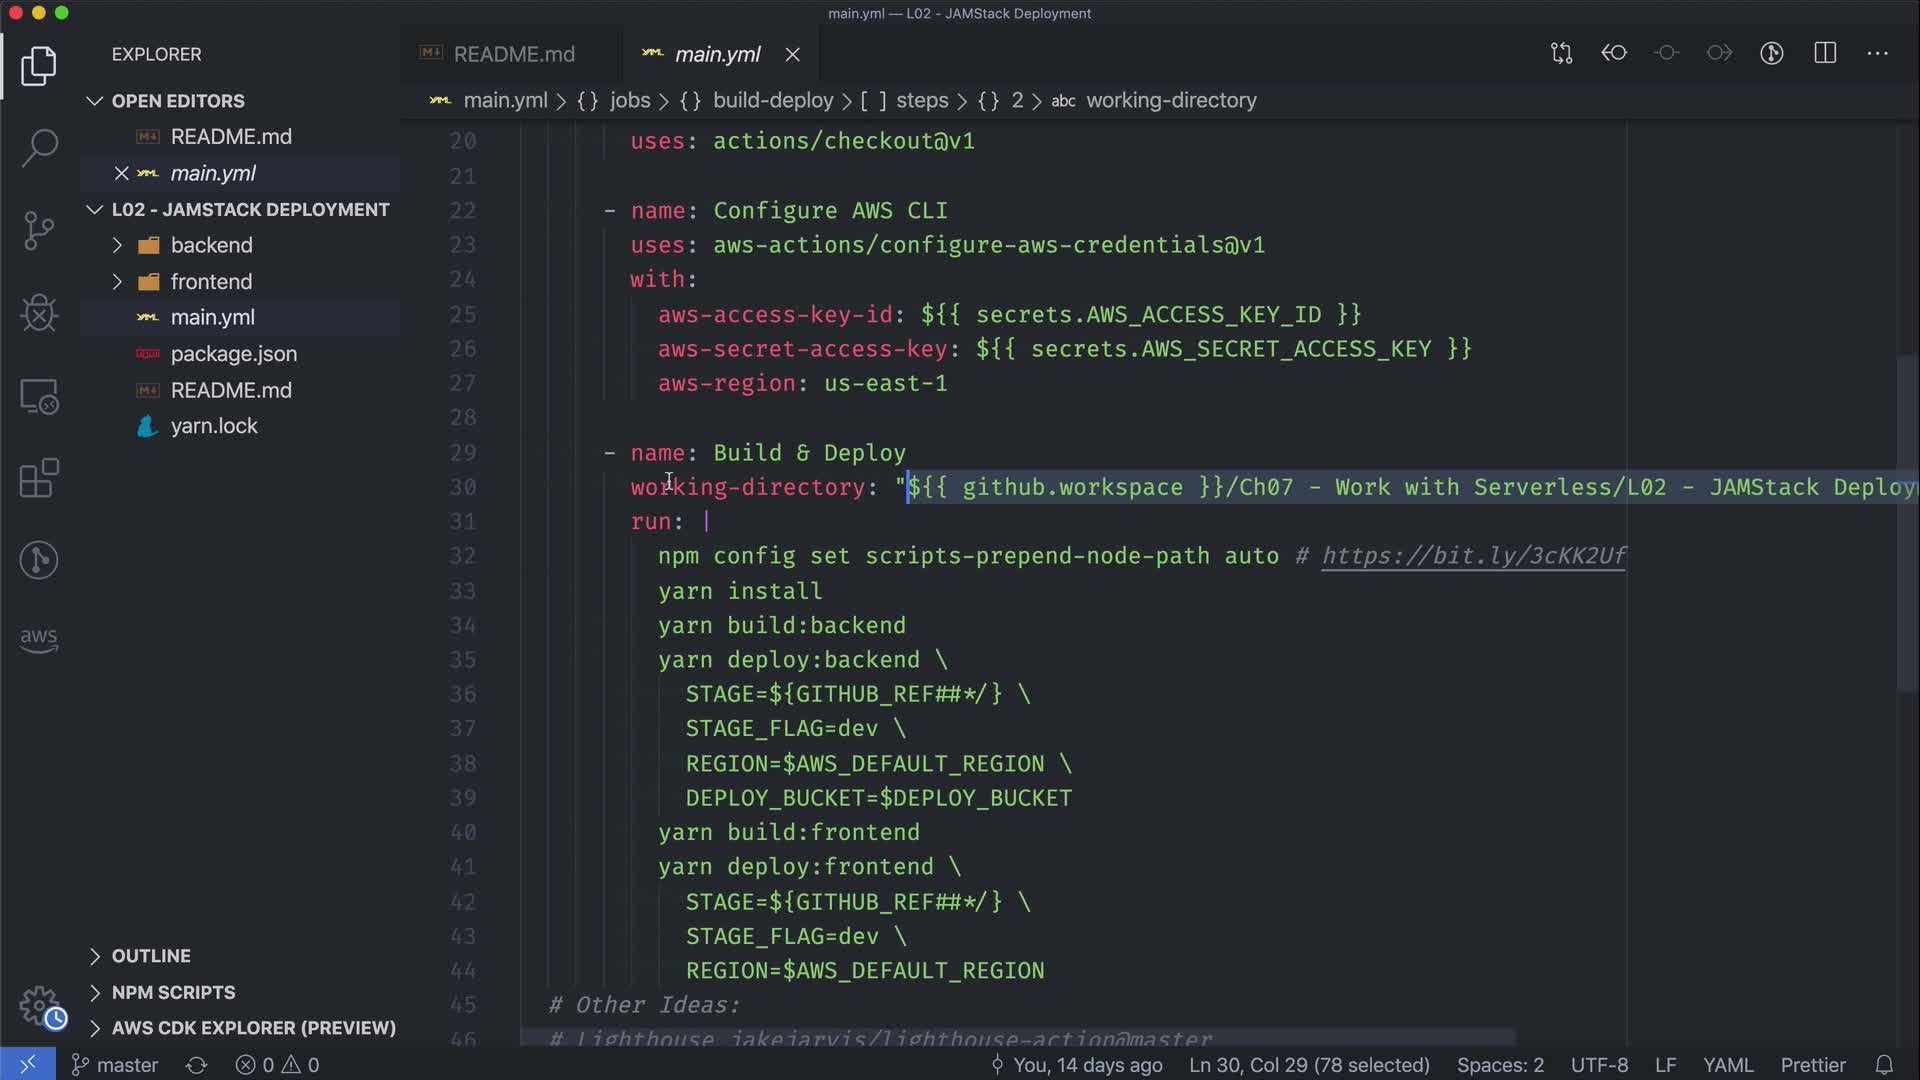 main.yml — L02 - JAMStack Deployment
EXPLORER
README.md
main.yml
OPEN EDITORS
README.md
main.yml
L02 - JAMSTACK DEPLOYMENT
backend
frontend
main.yml
package.json
README.md
yarn.lock
aws
OUTLINE
NPM SCRIPTS
AWS CDK EXPLORER (PREVIEW)
main.yml > {} jobs > {} build-deploy > [ ] steps > {} 2 > abc working-directory
20 uses: actions/checkout@v1
21
22 - name: Configure AWS CLI
23 uses: aws-actions/configure-aws-credentials@v1
24 with:
25 aws-access-key-id: ${{ secrets.AWS_ACCESS_KEY_ID }}
26 aws-secret-access-key: ${{ secrets.AWS_SECRET_ACCESS_KEY }}
27 aws-region: us-east-1
28
29 - name: Build & Deploy
30 working-directory: "${{ github.workspace }}/Ch07 - Work with Serverless/L02 - JAMStack Deploy
31 run: |
32 npm config set scripts-prepend-node-path auto # https://bit.ly/3cKK2Uf
33 yarn install
34 yarn build:backend
35 yarn deploy:backend \
36 STAGE=${GITHUB_REF##*/} \
37 STAGE_FLAG=dev \
38 REGION=$AWS_DEFAULT_REGION \
39 DEPLOY_BUCKET=$DEPLOY_BUCKET
40 yarn build:frontend
41 yarn deploy:frontend \
42 STAGE=${GITHUB_REF##*/} \
43 STAGE_FLAG=dev \
44 REGION=$AWS_DEFAULT_REGION
45 # Other Ideas:
46 # Lighthouse jakejarvis/lighthouse-action@master
master 0 0 You, 14 days ago Ln 30, Col 29 (78 selected) Spaces: 2 UTF-8 LF YAML Prettier